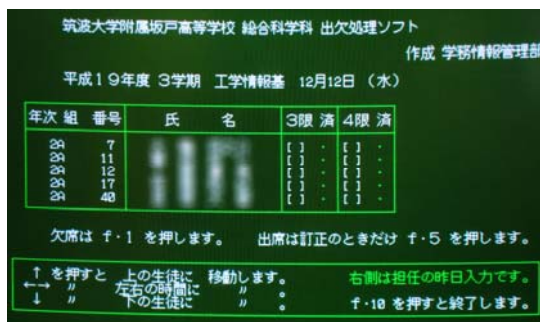 筑波大学附属坂戸高等学校 総合科学科 出欠処理ソフト
作成 学務情報管理部
平成19年度 3学期 工学情報基 12月12日 (水)
年次 組 番号 氏 名 3限 済 4限 済
2A 7 [ ] ・ [ ] ・
2A 11 [ ] ・ [ ] ・
2A 12 [ ] ・ [ ] ・
2A 17 [ ] ・ [ ] ・
2A 40 [ ] ・ [ ] ・
欠席は f・1 を押します。 出席は訂正のときだけ f・5 を押します。
↑ を押すと 上の生徒に 移動します。 右側は担任の昨日入力です。
←→ 〃 左右の時間に 〃 。
↓ 〃 下の生徒に 〃 。 f・10 を押すと終了します。